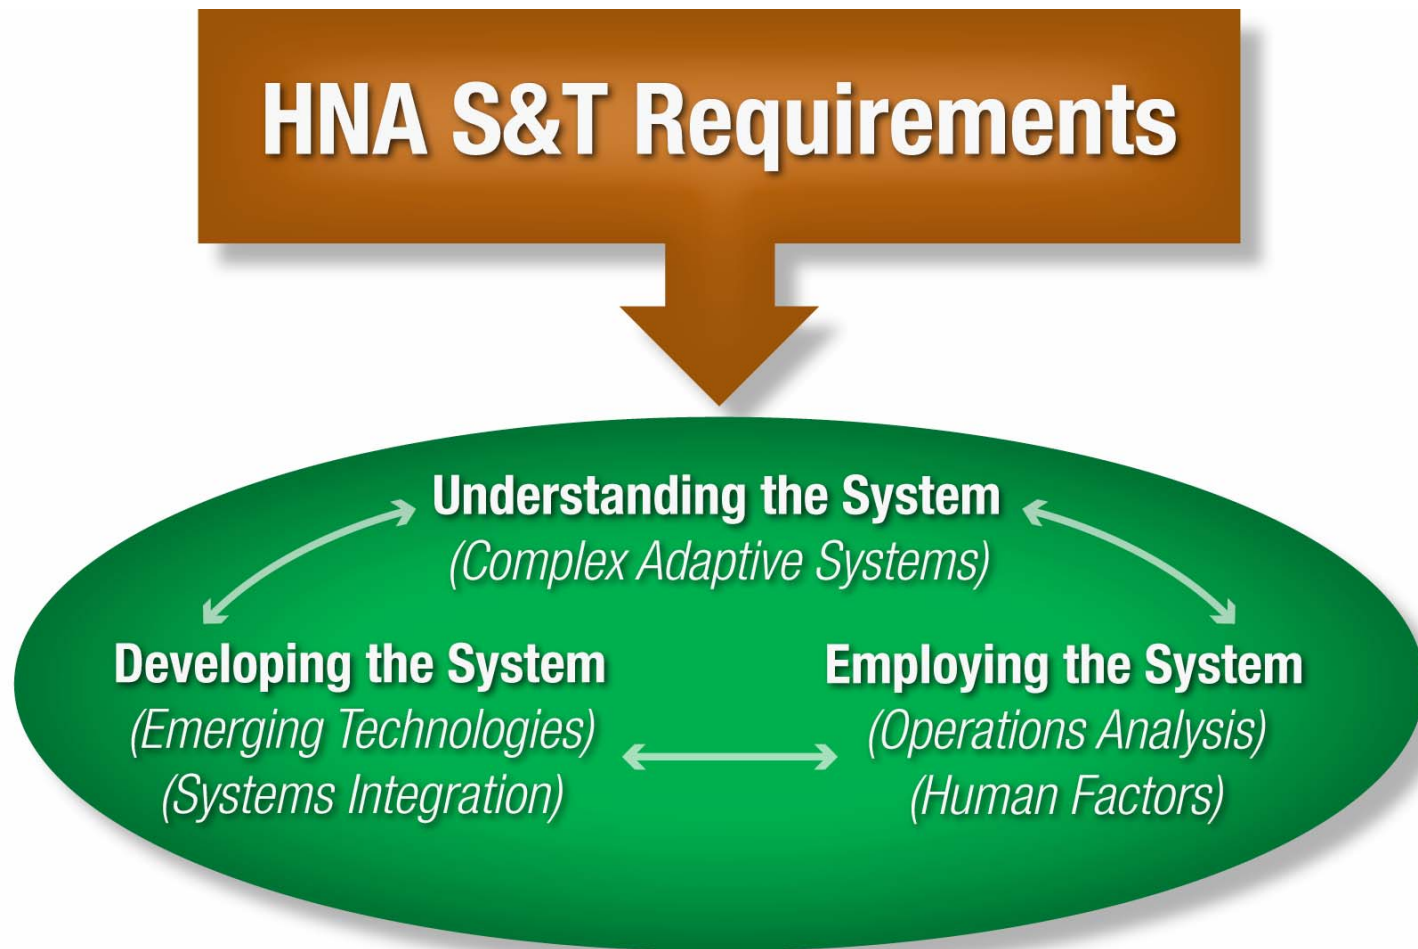 HNA S&T Requirements
Understanding the System
(Complex Adaptive Systems)
Developing the System
(Emerging Technologies)
(Systems Integration)
Employing the System
(Operations Analysis)
(Human Factors)